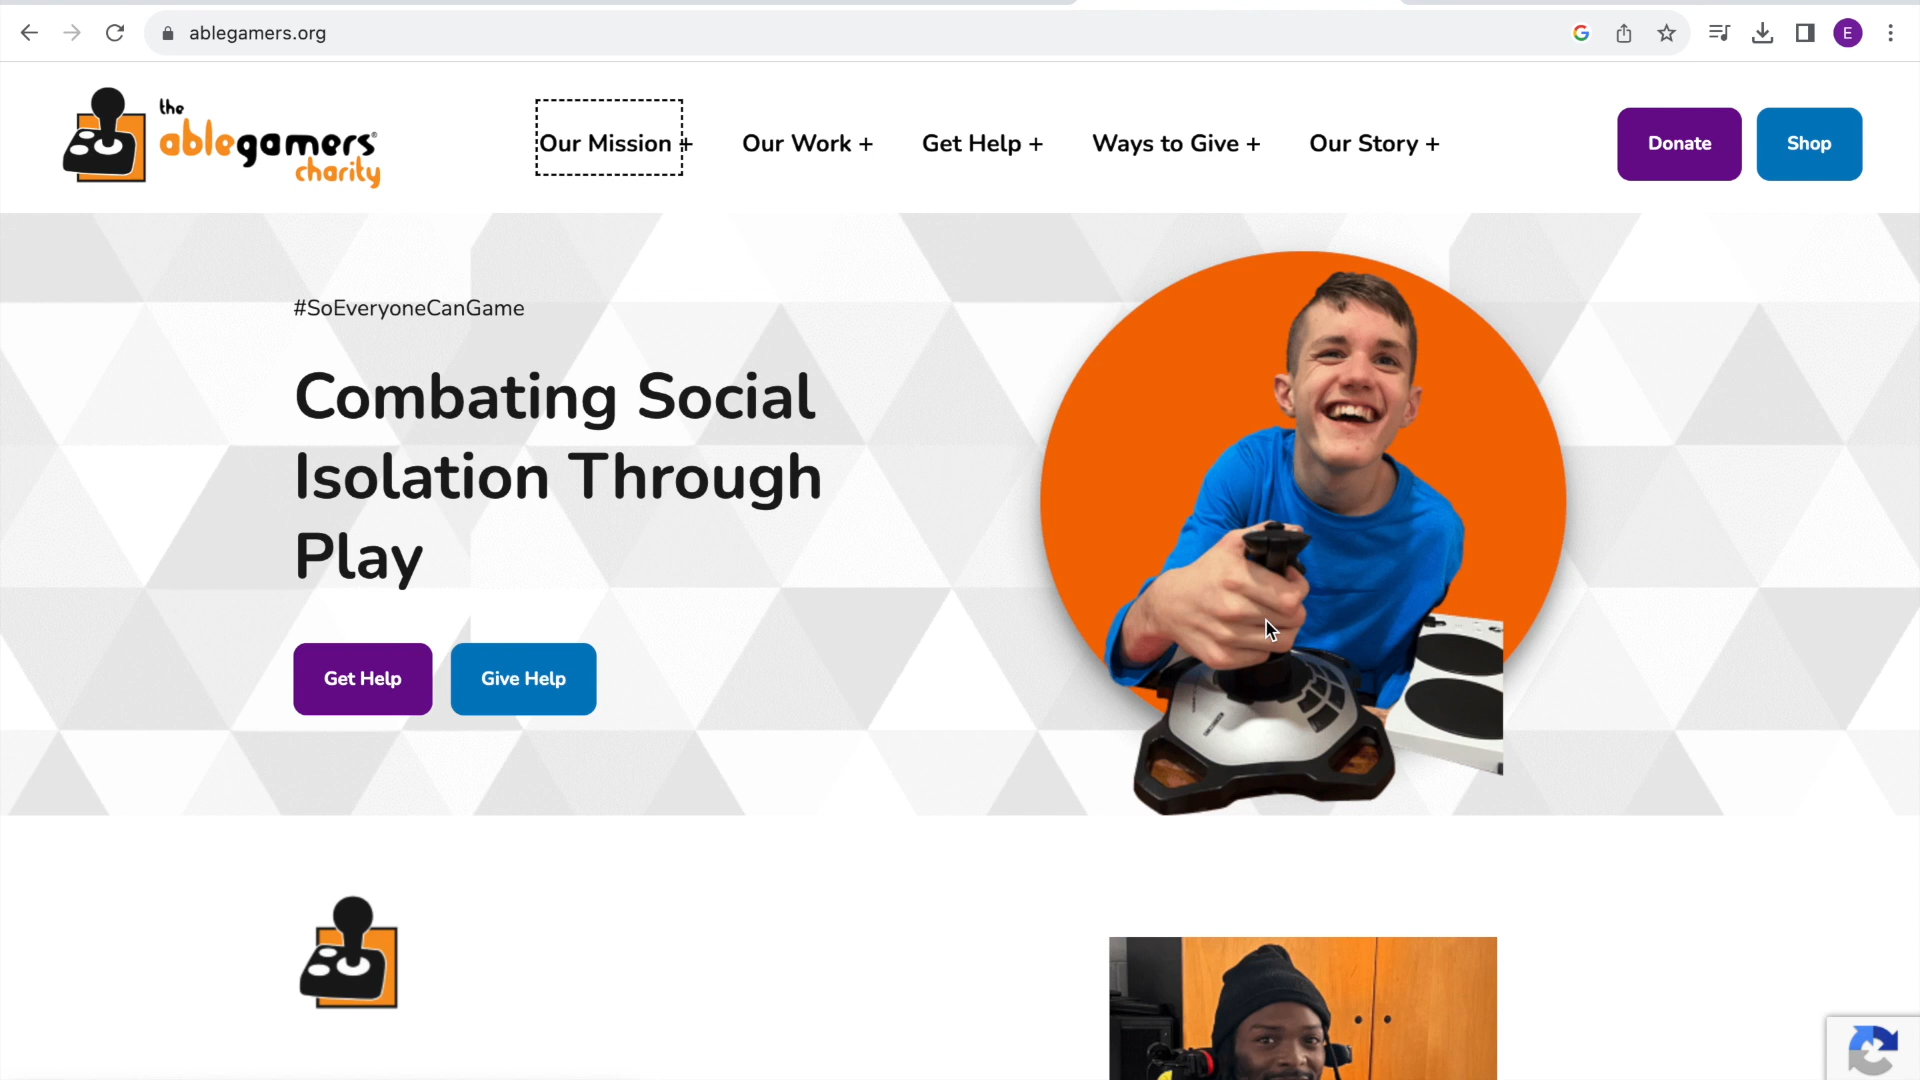 ablegamers.org
E
the
ablegamers®
charity
Our Mission +
Our Work +
Get Help +
Ways to Give +
Our Story +
Donate
Shop
#SoEveryoneCanGame
Combating Social
Isolation Through
Play
Get Help
Give Help